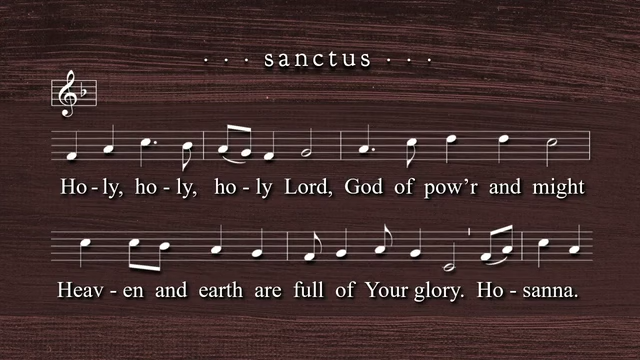 · · · sanctus · · ·
Ho - ly, ho - ly, ho - ly Lord, God of pow’r and might
Heav - en and earth are full of Your glory. Ho - sanna.